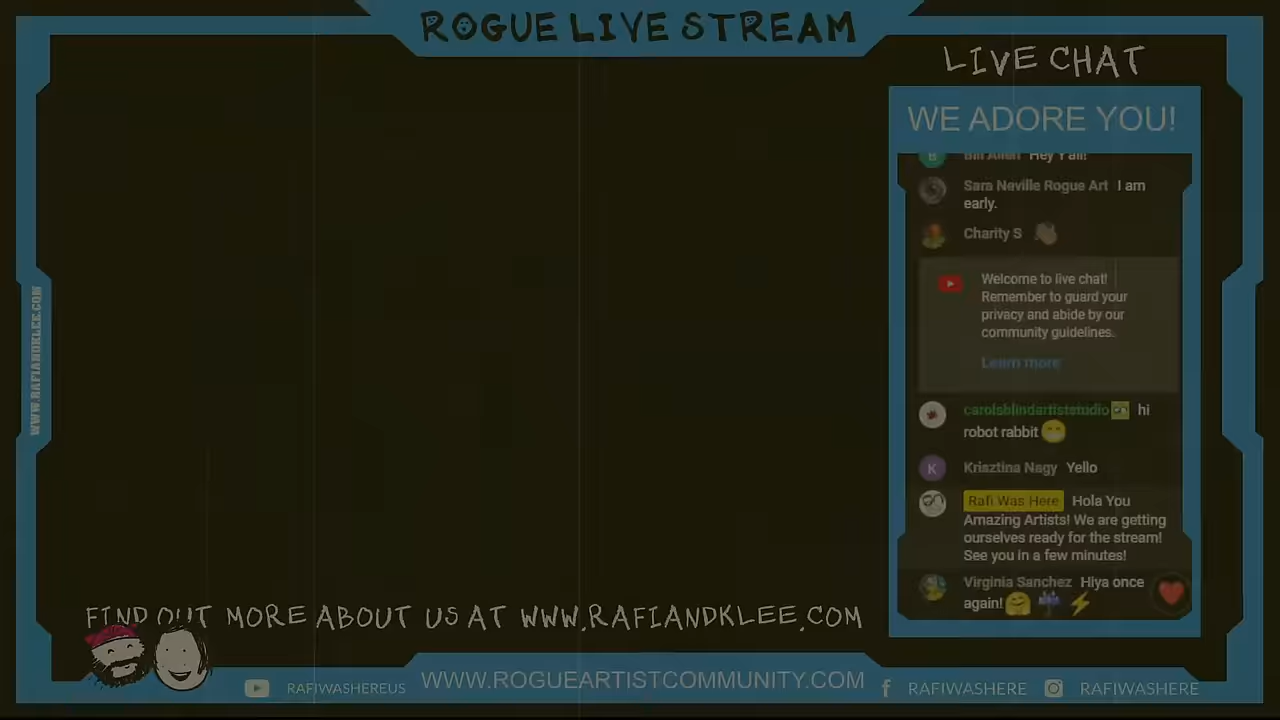 ROGUE LIVE STREAM
LIVE CHAT
WE ADORE YOU!
B Bill Allen Hey Y'all!
Sara Neville Rogue Art I am
early.
Charity S
Welcome to live chat!
Remember to guard your
privacy and abide by our
community guidelines.
Learn more
carolsblindartiststudio hi
robot rabbit
K Krisztina Nagy Yello
Rafi Was Here Hola You
Amazing Artists! We are getting
ourselves ready for the stream!
See you in a few minutes!
Virginia Sanchez Hiya once
again!
WWW.RAFIANDKLEE.COM
FIND OUT MORE ABOUT US AT WWW.RAFIANDKLEE.COM
RAFIWASHEREUS
WWW.ROGUEARTISTCOMMUNITY.COM
f RAFIWASHERE
RAFIWASHERE